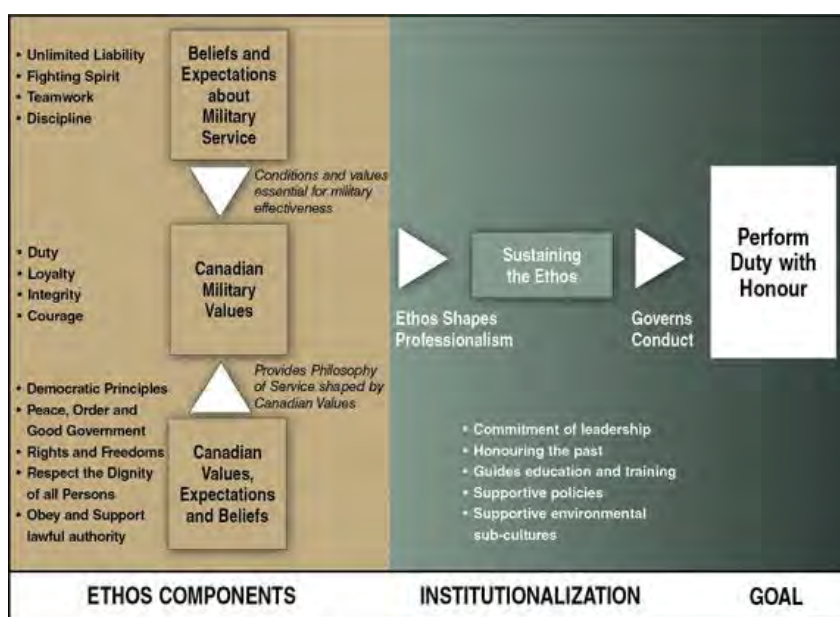 • Unlimited Liability
• Fighting Spirit
• Teamwork
• Discipline
Beliefs and
Expectations
about
Military
Service
Conditions and values
essential for military
effectiveness
• Duty
• Loyalty
• Integrity
• Courage
Canadian
Military
Values
Provides Philosophy
of Service shaped by
Canadian Values
• Democratic Principles
• Peace, Order and
Good Government
• Rights and Freedoms
• Respect the Dignity
of all Persons
• Obey and Support
lawful authority
Canadian
Values,
Expectations
and Beliefs
Ethos Shapes
Professionalism
Sustaining
the Ethos
Governs
Conduct
• Commitment of leadership
• Honouring the past
• Guides education and training
• Supportive policies
• Supportive environmental
sub-cultures
Perform
Duty with
Honour
ETHOS COMPONENTS
INSTITUTIONALIZATION
GOAL